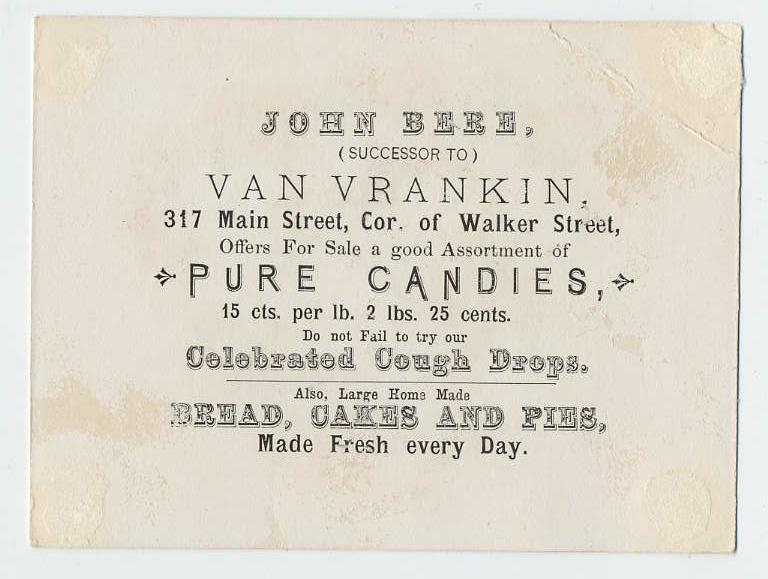 JOHN BERE,
(SUCCESSOR TO)
VAN VRANKIN,
317 Main Street, Cor. of Walker Street,
Offers For Sale a good Assortment of
PURE CANDIES,
15 cts. per lb. 2 lbs. 25 cents.
Do not Fail to try our
Celebrated Cough Drops.
Also, Large Home Made
BREAD, CAKES AND PIES,
Made Fresh every Day.